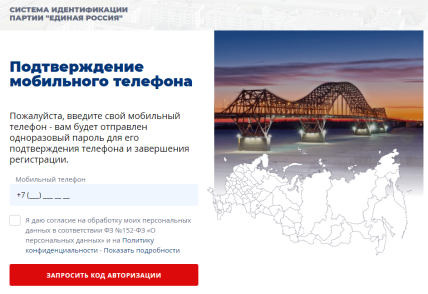 СИСТЕМА ИДЕНТИФИКАЦИИ
ПАРТИИ "ЕДИНАЯ РОССИЯ"
Подтверждение
мобильного телефона
Пожалуйста, введите свой мобильный
телефон - вам будет отправлен
одноразовый пароль для его
подтверждения телефона и завершения
регистрации.
Мобильный телефон
+7 (___) ___ __ __
Я даю согласие на обработку моих персональных
данных в соответствии ФЗ №152-ФЗ «О
персональных данных» и на Политику
конфиденциальности - Показать подробности
ЗАПРОСИТЬ КОД АВТОРИЗАЦИИ